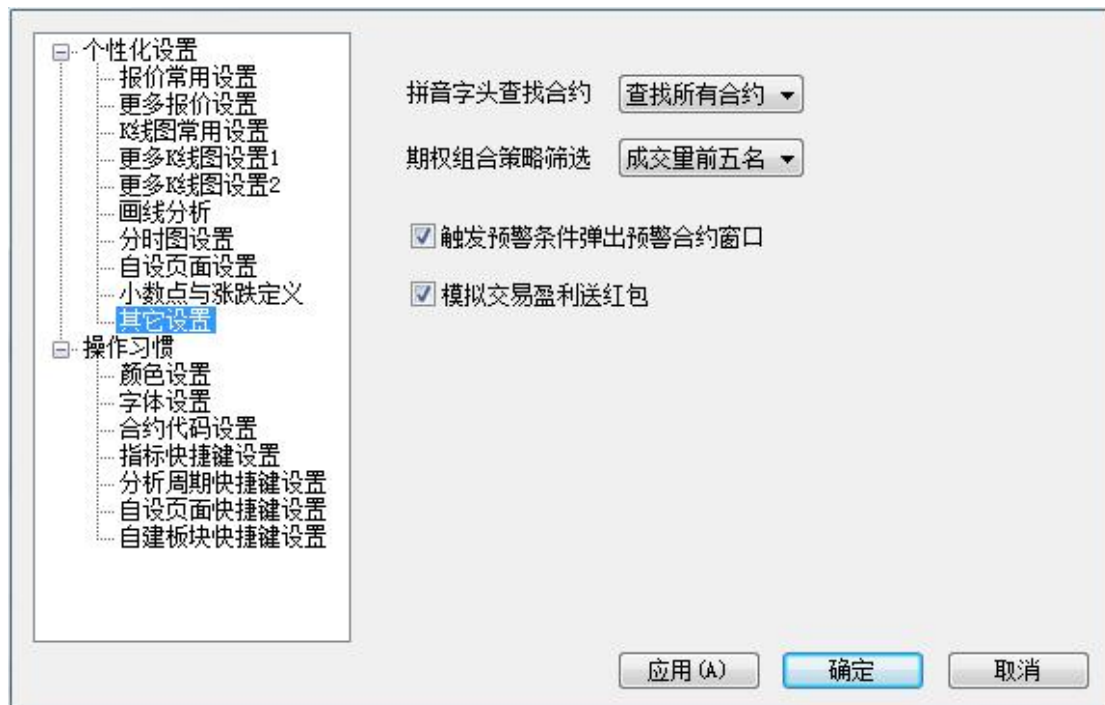 个性化设置
报价常用设置
更多报价设置
K线图常用设置
更多K线图设置1
更多K线图设置2
画线分析
分时图设置
自设页面设置
小数点与涨跌定义
其它设置
操作习惯
颜色设置
字体设置
合约代码设置
指标快捷键设置
分析周期快捷键设置
自设页面快捷键设置
自建板块快捷键设置
拼音字头查找合约 查找所有合约
期权组合策略筛选 成交量前五名
触发预警条件弹出预警合约窗口
模拟交易盈利送红包
应用(A) 确定 取消